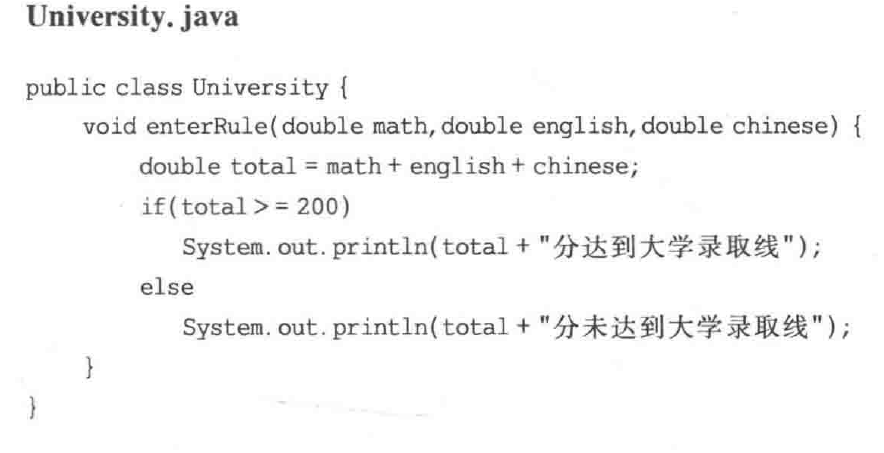 University.java
public class University {
void enterRule(double math,double english,double chinese) {
double total = math + english + chinese;
if(total >= 200)
System.out.println(total + "分达到大学录取线");
else
System.out.println(total + "分未达到大学录取线");
}
}